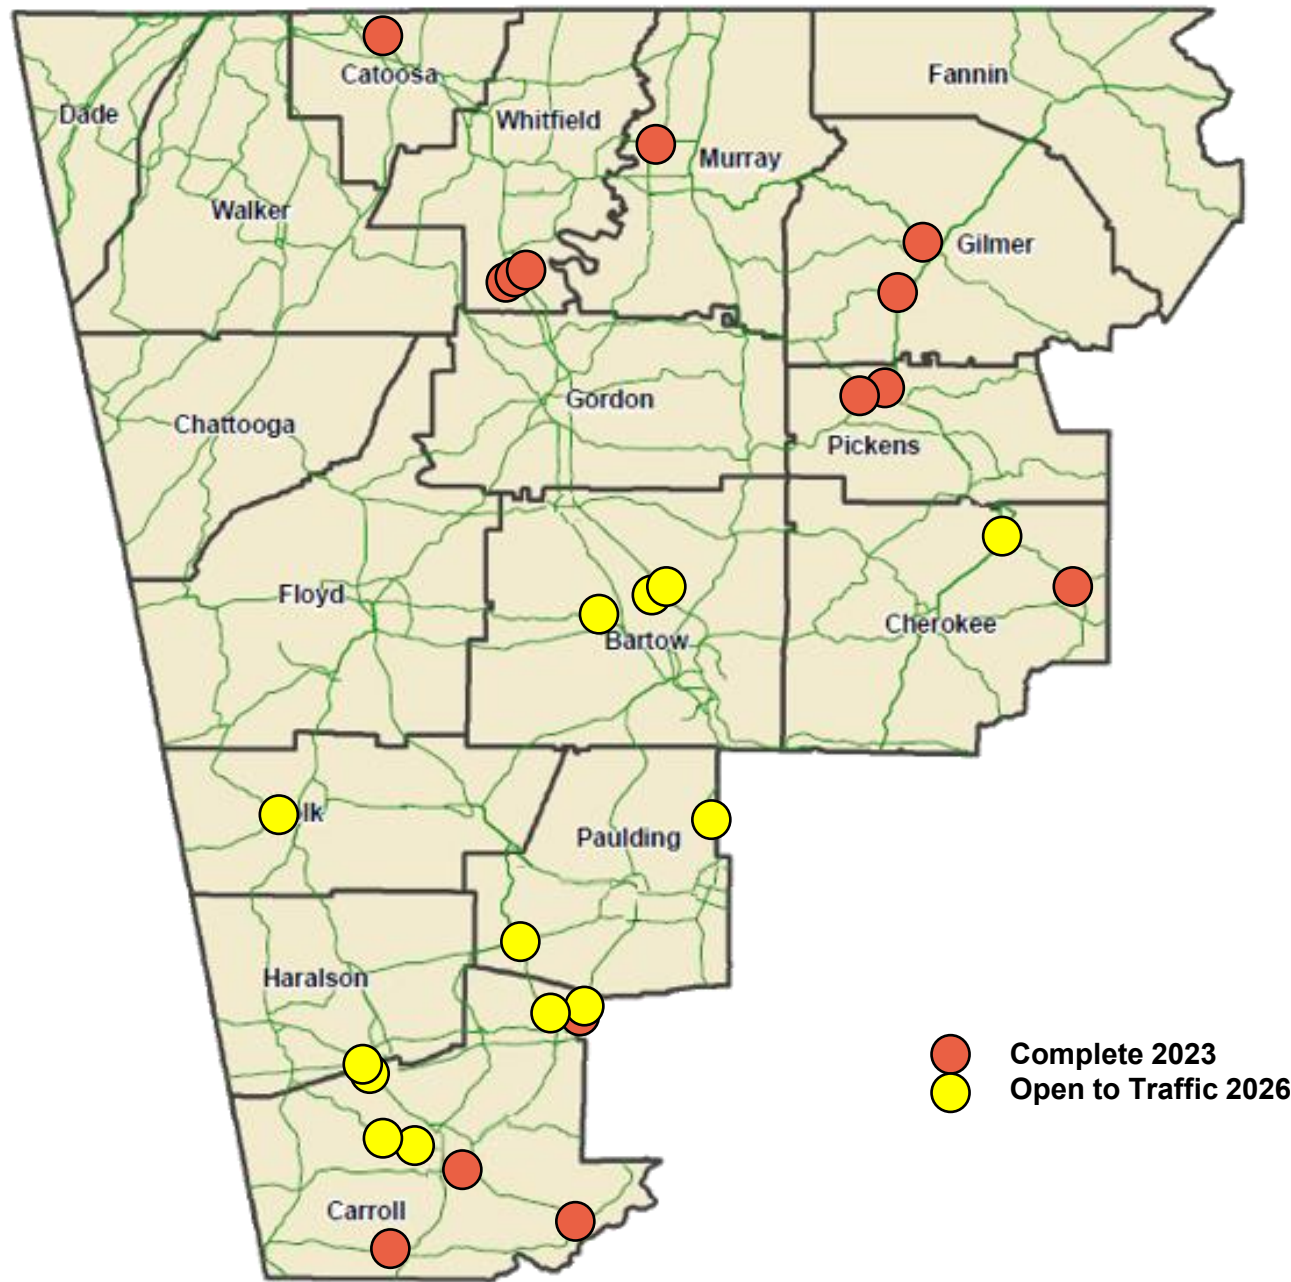 Catoosa
Fannin
Dade
Whitfield
Murray
Walker
Gilmer
Gordon
Chattooga
Pickens
Floyd
Cherokee
Bartow
lk
Paulding
Haralson
Complete 2023
Open to Traffic 2026
Carroll